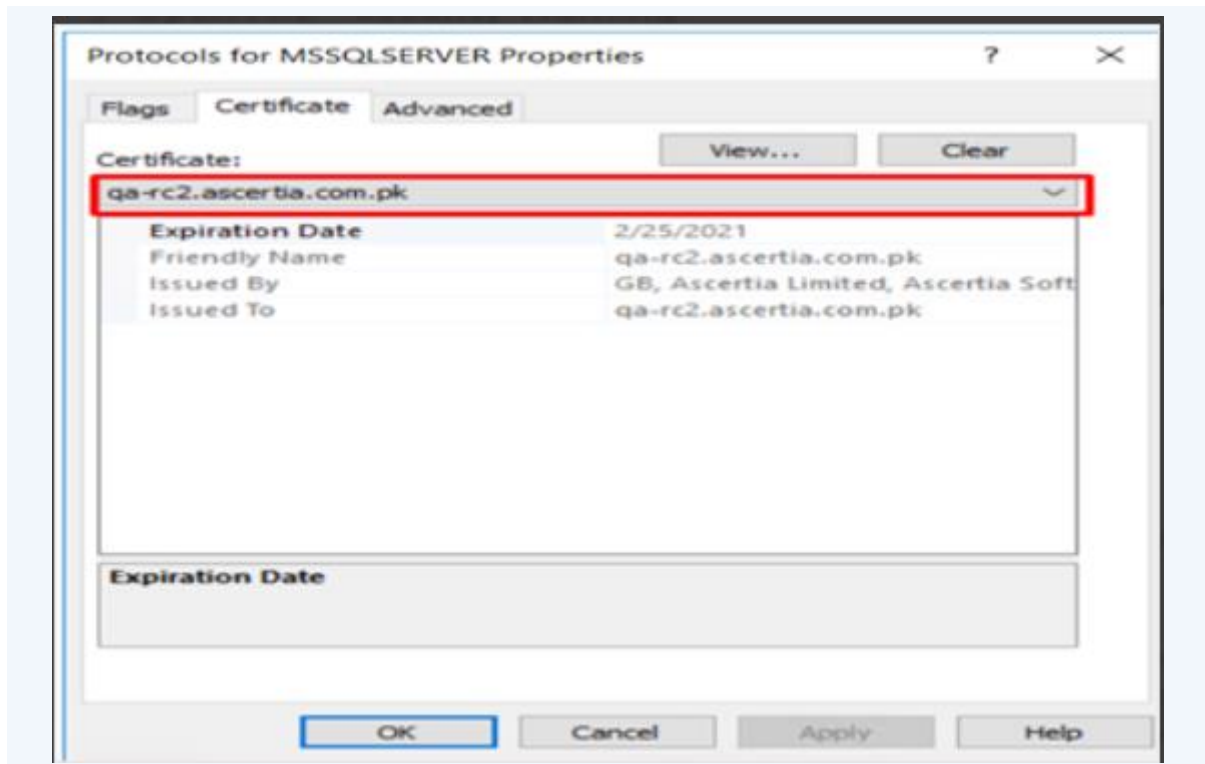 Protocols for MSSQLSERVER Properties ? ×
Flags Certificate Advanced
Certificate: View... Clear
qa-rc2.ascertia.com.pk
Expiration Date 2/25/2021
Friendly Name qa-rc2.ascertia.com.pk
Issued By GB, Ascertia Limited, Ascertia Soft
Issued To qa-rc2.ascertia.com.pk
Expiration Date
OK Cancel Apply Help